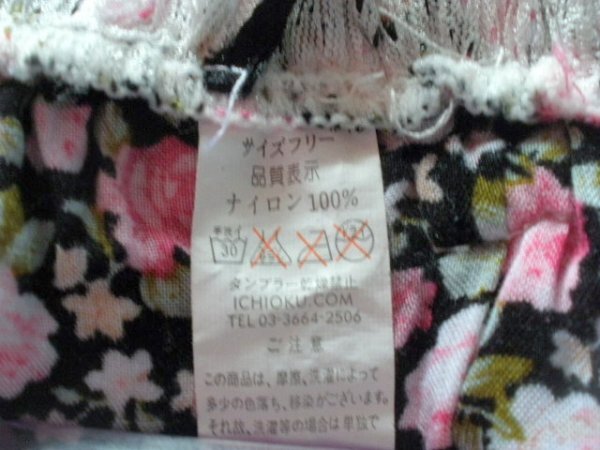 サイズフリー
品質表示
ナイロン100%
手洗イ
30
タンブラー乾燥禁止
ICHIOKU.COM
TEL 03-3664-2506
ご注意
この商品は、摩擦、洗濯によって
多少の色落ち、移染がございます。
それ故、洗濯等の場合は単独で